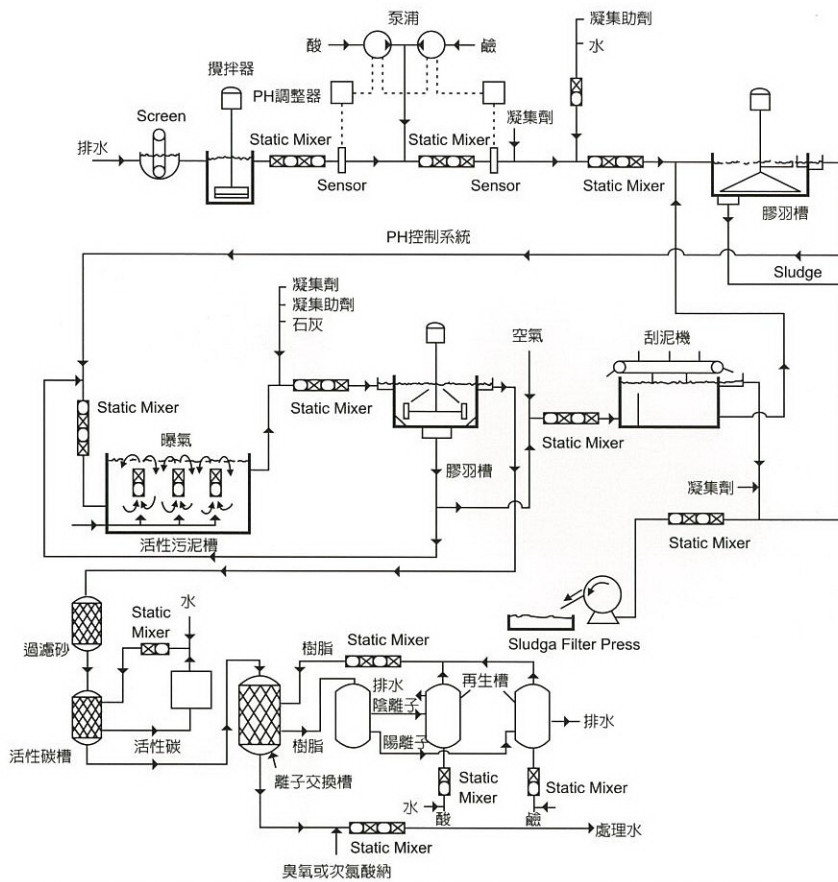 泵浦
酸
鹼
凝集助劑
水
攪拌器
PH調整器
Screen
凝集劑
Static Mixer
Static Mixer
排水
Sensor
Sensor
Static Mixer
膠羽槽
PH控制系統
Sludge
凝集劑
凝集助劑
石灰
空氣
刮泥機
Static Mixer
Static Mixer
Static Mixer
曝氣
膠羽槽
凝集劑
活性污泥槽
Static Mixer
Static
Mixer
水
過濾砂
Sludga Filter Press
樹脂
Static Mixer
排水
再生槽
陰離子
排水
活性碳
樹脂
陽離子
活性碳槽
離子交換槽
Static
Mixer
Static Mixer
水
酸
鹼
處理水
Static Mixer
臭氧或次氯酸納